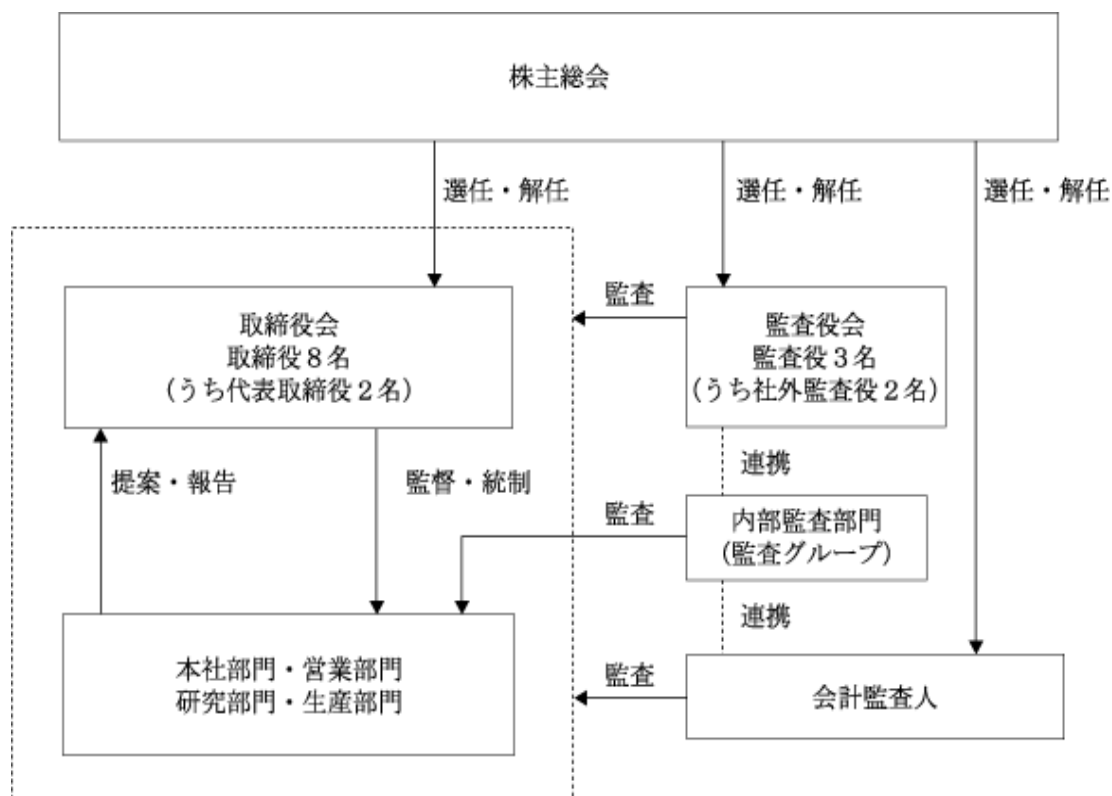 株主総会
選任・解任
選任・解任
選任・解任
取締役会
取締役8名
(うち代表取締役2名)
監査
監査役会
監査役3名
(うち社外監査役2名)
提案・報告
監督・統制
連携
監査
内部監査部門
(監査グループ)
連携
本社部門・営業部門
研究部門・生産部門
監査
会計監査人